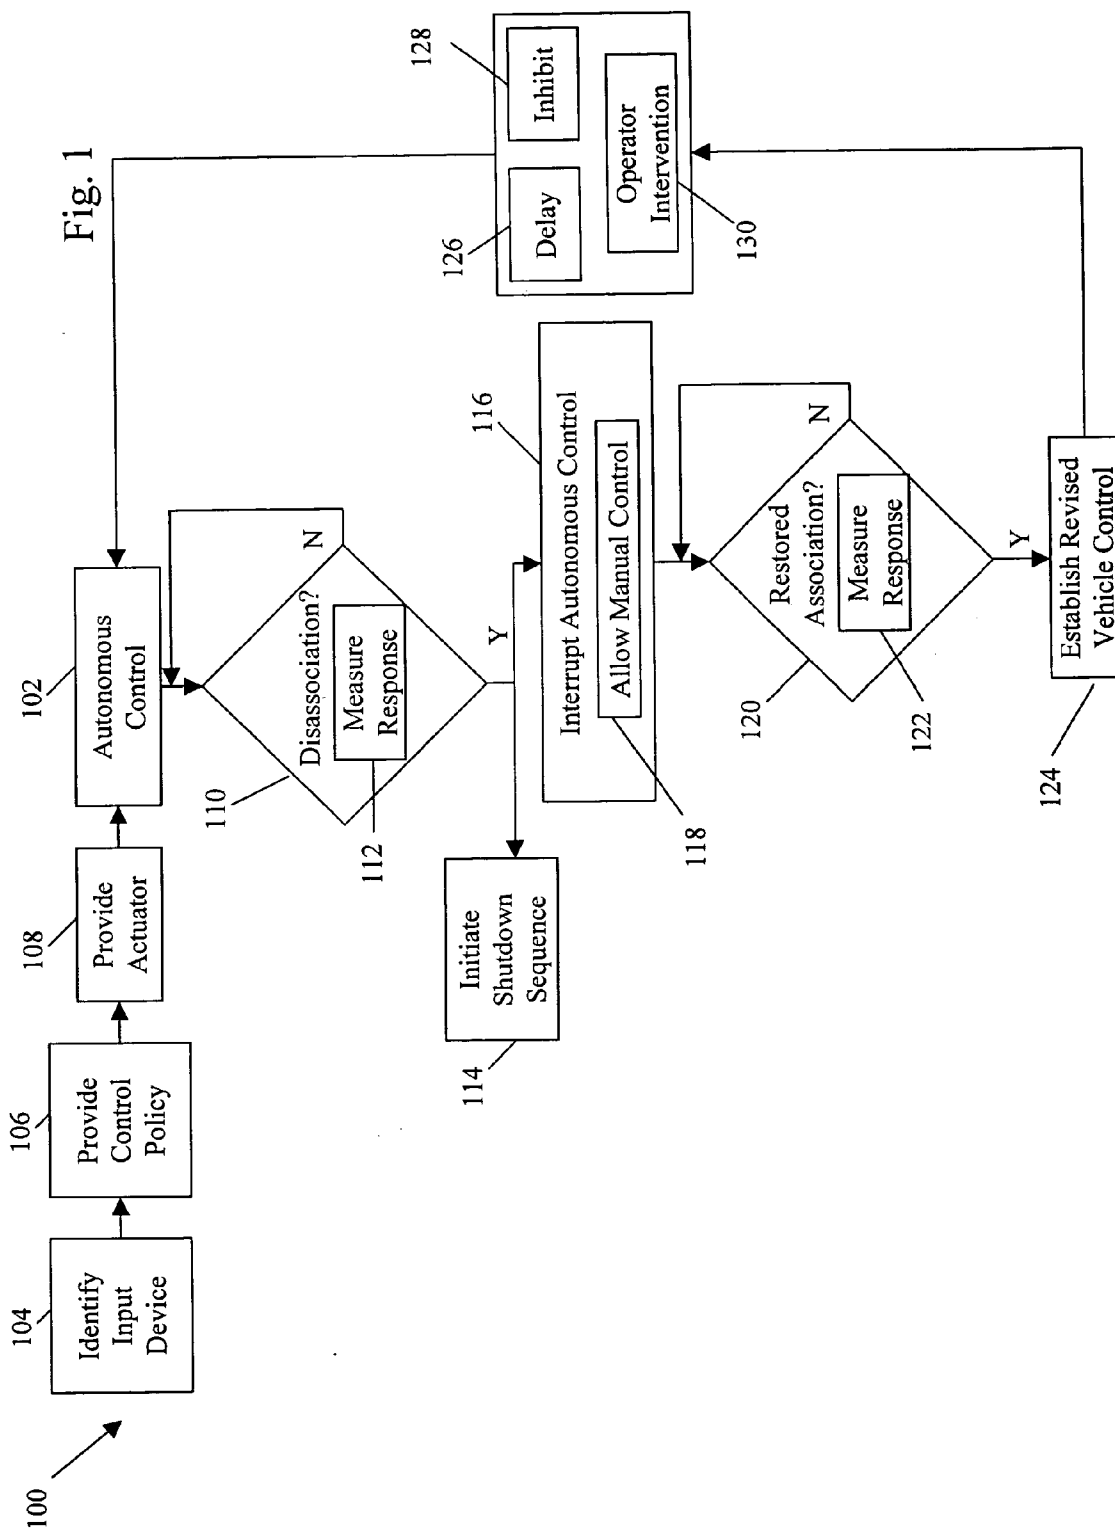 Fig. 1
100
104
Identify
Input
Device
106
Provide
Control
Policy
108
Provide
Actuator
102
Autonomous
Control
110
Disassociation?
Measure
Response
112
N
Y
114
Initiate
Shutdown
Sequence
116
Interrupt Autonomous Control
Allow Manual Control
118
120
Restored
Association?
Measure
Response
122
N
Y
124
Establish Revised
Vehicle Control
126
Delay
128
Inhibit
Operator
Intervention
130